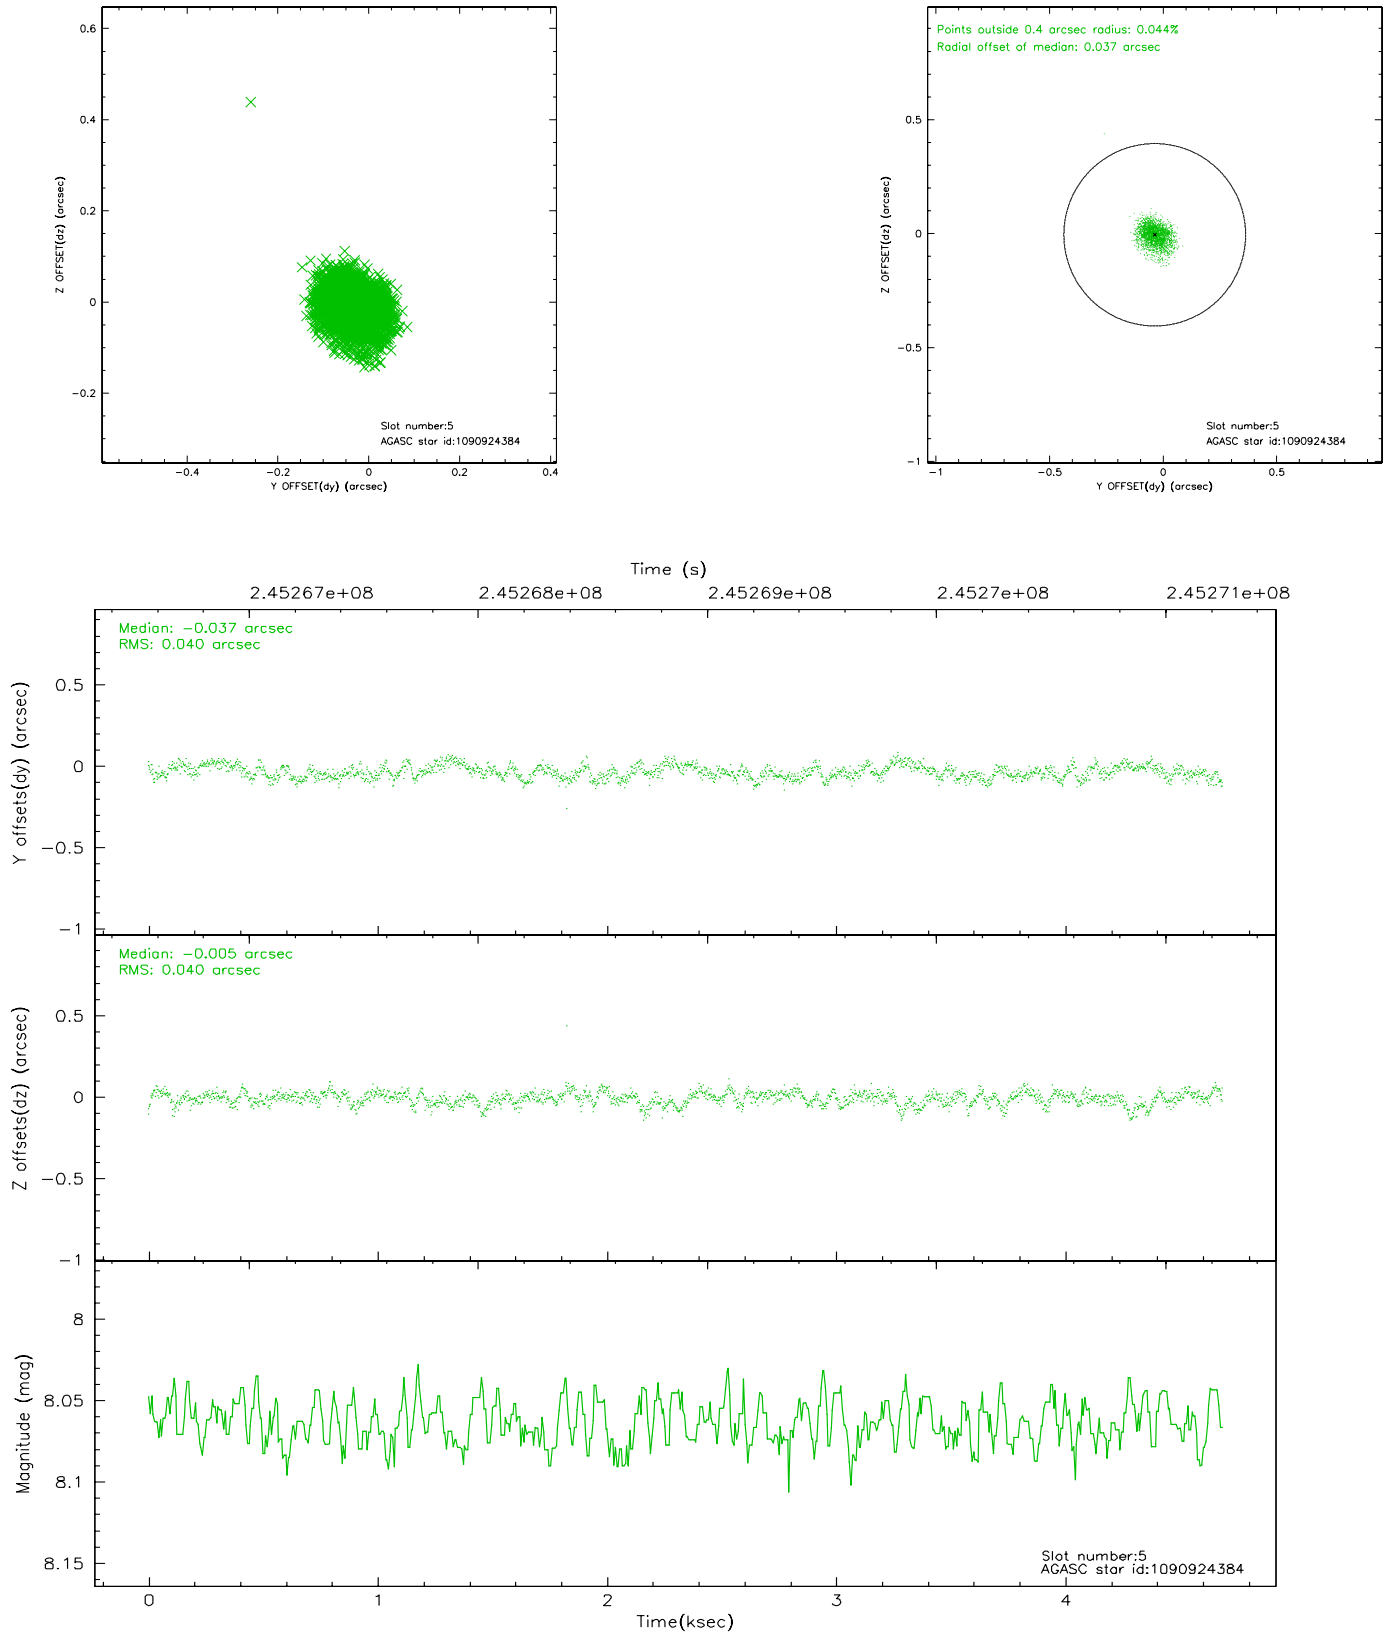 0.6
0.4
0.2
0
−0.2
Z OFFSET(dz) (arcsec)
Slot number:5
AGASC star id:1090924384
−0.4 −0.2 0 0.2 0.4
Y OFFSET(dy) (arcsec)
Points outside 0.4 arcsec radius: 0.044%
Radial offset of median: 0.037 arcsec
0.5
0
−0.5
−1
Z OFFSET(dz) (arcsec)
Slot number:5
AGASC star id:1090924384
−1 −0.5 0 0.5
Y OFFSET(dy) (arcsec)
Time (s)
2.45267e+08 2.45268e+08 2.45269e+08 2.4527e+08 2.45271e+08
Median: −0.037 arcsec
RMS: 0.040 arcsec
0.5
0
−0.5
−1
Y offsets(dy) (arcsec)
Median: −0.005 arcsec
RMS: 0.040 arcsec
0.5
0
−0.5
−1
Z offsets(dz) (arcsec)
8
8.05
8.1
8.15
Magnitude (mag)
Slot number:5
AGASC star id:1090924384
0 1 2 3 4
Time(ksec)